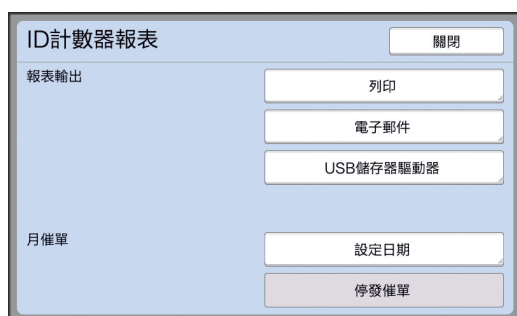 ID計數器報表
關閉
報表輸出
列印
電子郵件
USB儲存器驅動器
月催單
設定日期
停發催單